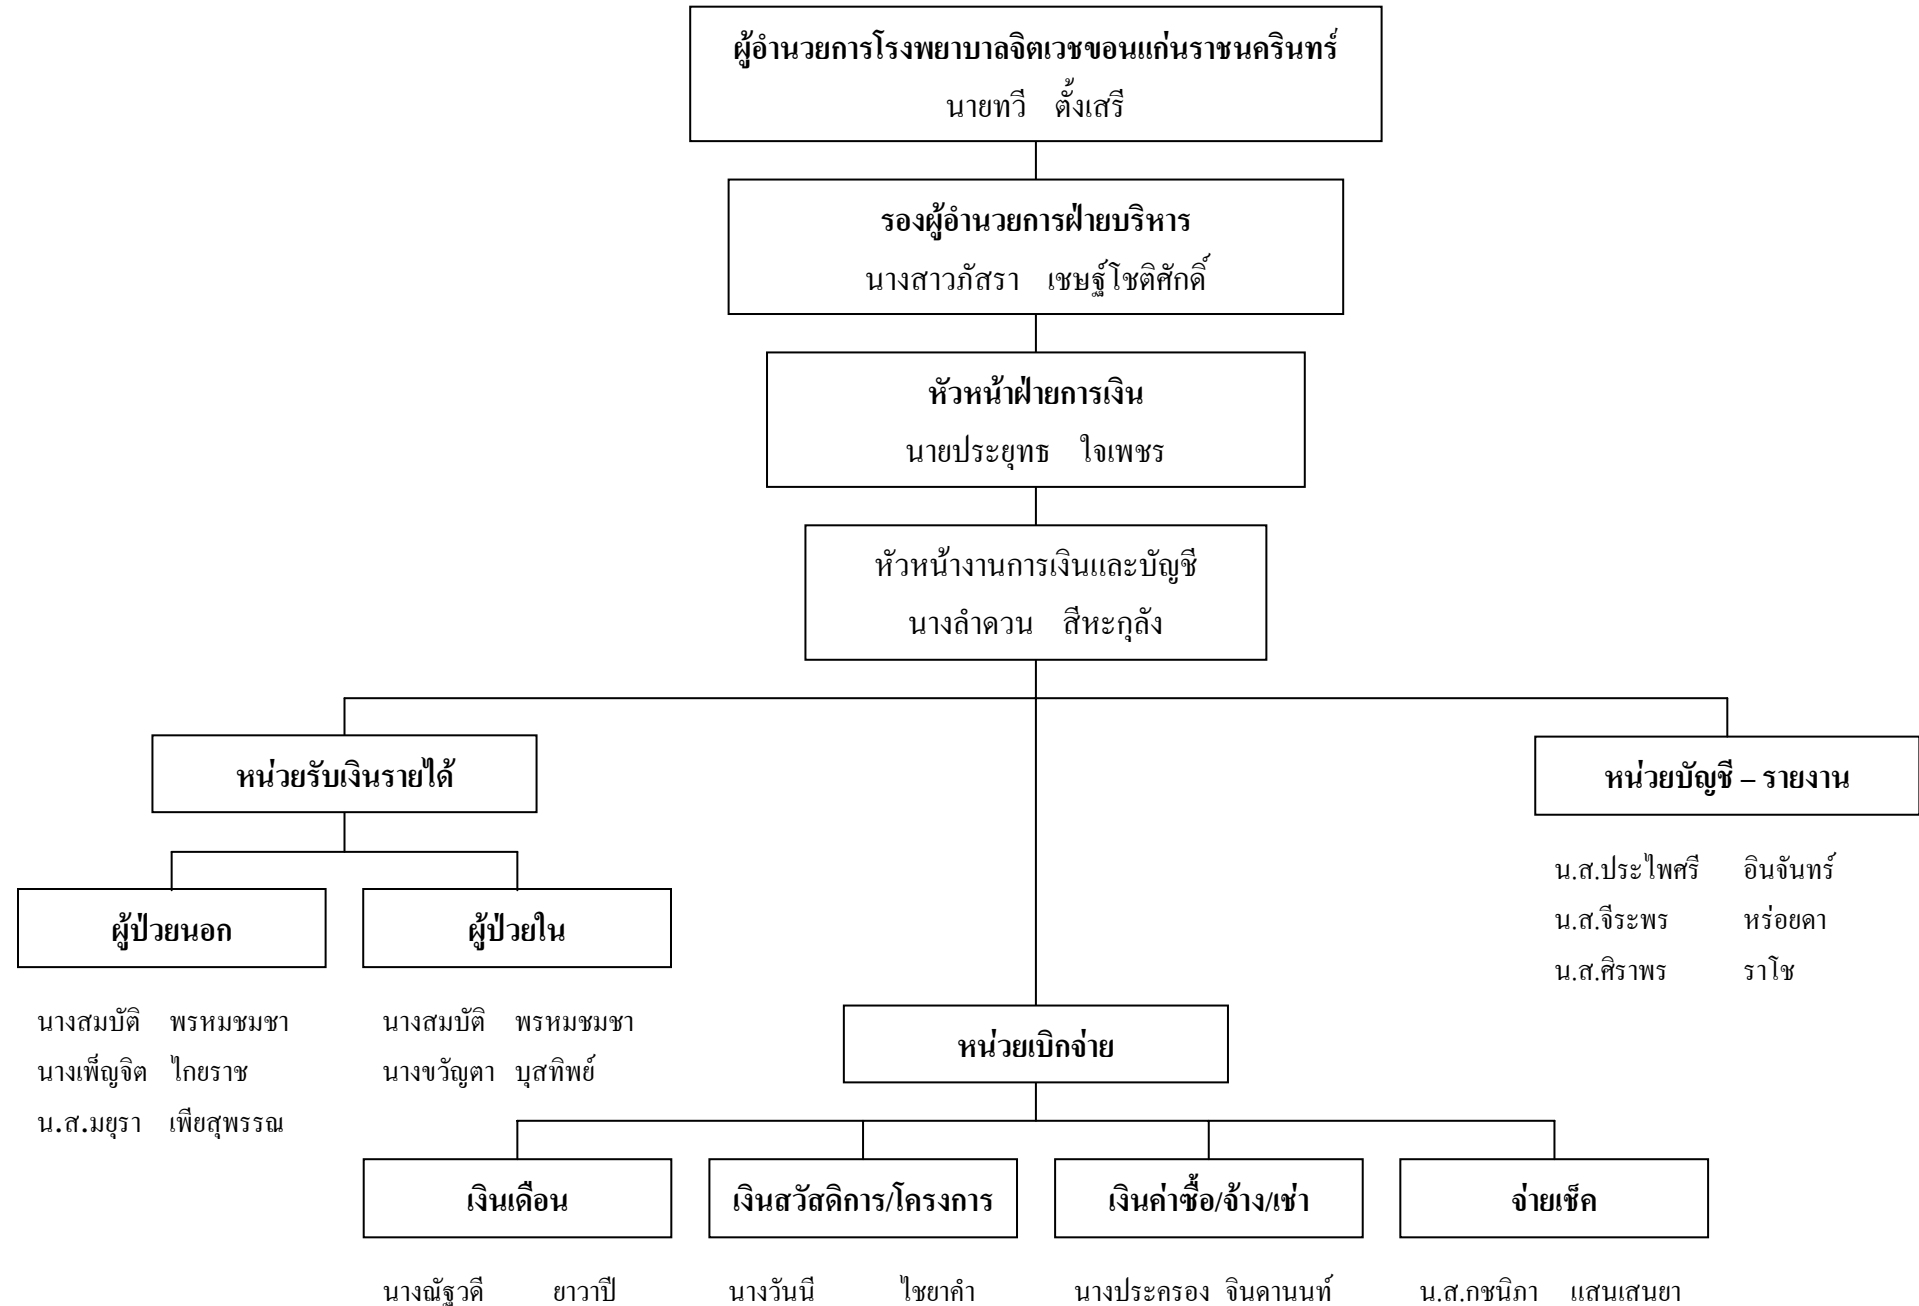 ผู้อำนวยการโรงพยาบาลจิตเวชขอนแก่นราชนครินทร์
นายทวี ตั้งเสรี
รองผู้อำนวยการฝ่ายบริหาร
นางสาวภัสรา เชษฐ์โชติศักดิ์
หัวหน้าฝ่ายการเงิน
นายประยุทธ ใจเพชร
หัวหน้างานการเงินและบัญชี
นางลำดวน สีหะกุลัง
หน่วยรับเงินรายได้
หน่วยบัญชี – รายงาน
น.ส.ประไพศรี อินจันทร์
น.ส.จีระพร หร่อยดา
น.ส.ศิราพร ราโช
ผู้ป่วยนอก
ผู้ป่วยใน
นางสมบัติ พรหมชมชา
นางเพ็ญจิต ไกยราช
น.ส.มยุรา เพียสุพรรณ
นางสมบัติ พรหมชมชา
นางขวัญตา บุสทิพย์
หน่วยเบิกจ่าย
เงินเดือน
เงินสวัสดิการ/โครงการ
เงินค่าซื้อ/จ้าง/เช่า
จ่ายเช็ค
นางณัฐวดี ยาวาปี
นางวันนี ไชยาคำ
นางประครอง จินดานนท์
น.ส.กชนิภา แสนเสนยา